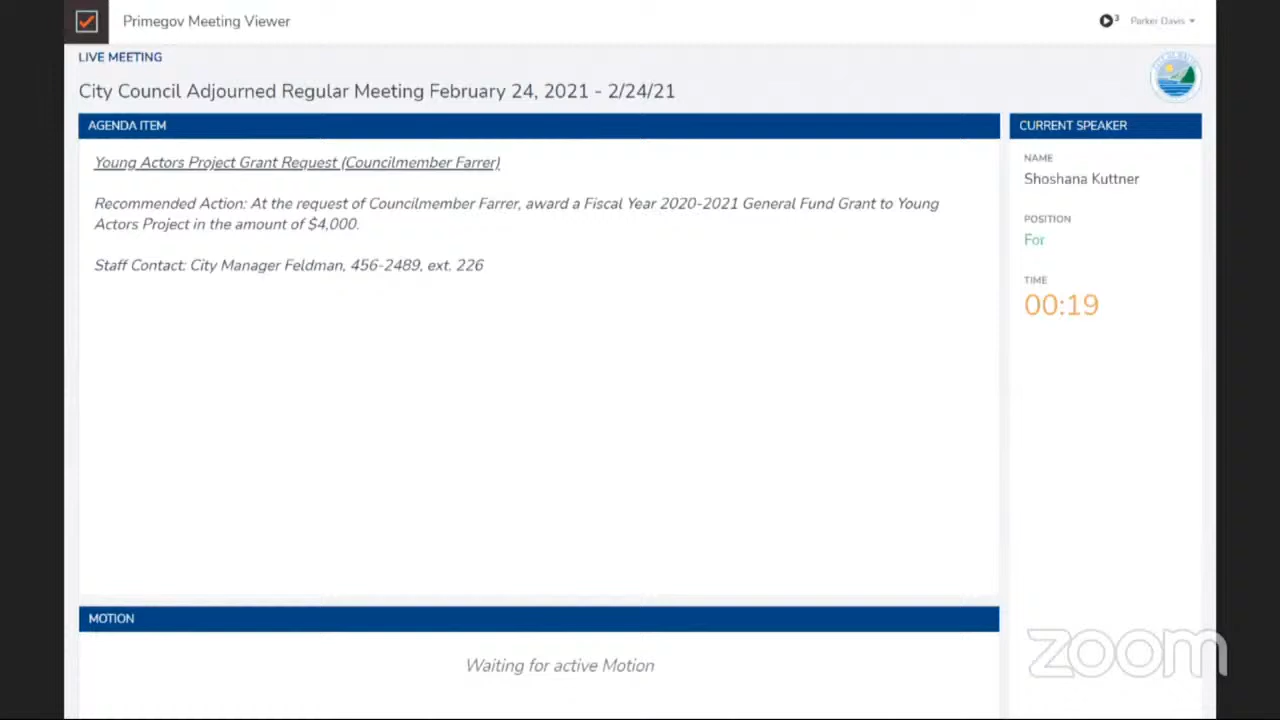 Primegov Meeting Viewer
3
Parker Davis
LIVE MEETING
City Council Adjourned Regular Meeting February 24, 2021 - 2/24/21
AGENDA ITEM
Young Actors Project Grant Request (Councilmember Farrer)
Recommended Action: At the request of Councilmember Farrer, award a Fiscal Year 2020-2021 General Fund Grant to Young
Actors Project in the amount of $4,000.
Staff Contact: City Manager Feldman, 456-2489, ext. 226
CURRENT SPEAKER
NAME
Shoshana Kuttner
POSITION
For
TIME
00:19
MOTION
Waiting for active Motion
zoom